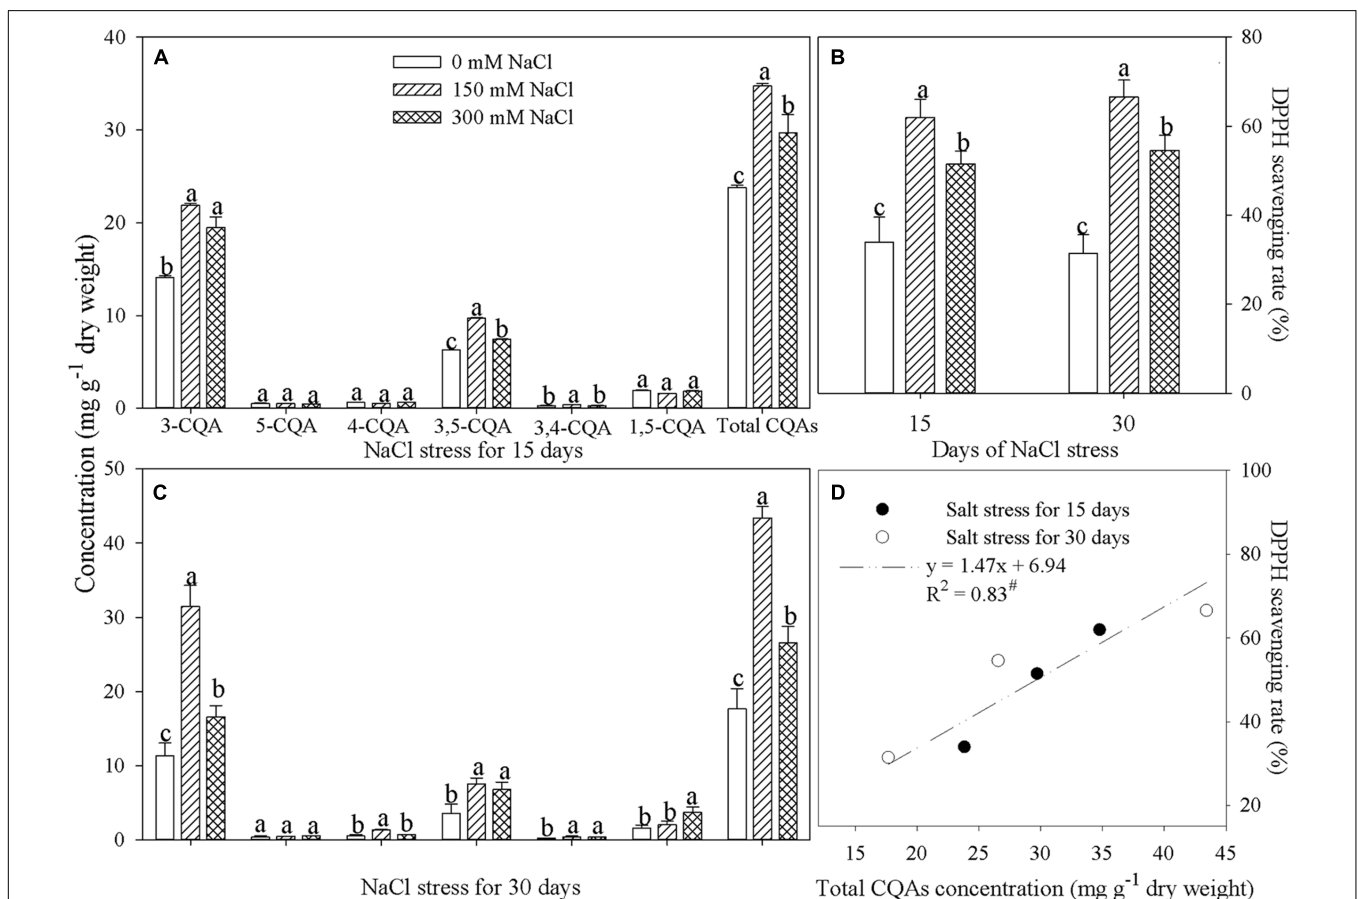 A
0 mM NaCl
150 mM NaCl
300 mM NaCl
40
30
20
10
0
b a a
a a a
a a a
c a b
b a b
a a a
c a b
3-CQA 5-CQA 4-CQA 3,5-CQA 3,4-CQA 1,5-CQA Total CQAs
NaCl stress for 15 days
Concentration (mg g-1 dry weight)
B
80
60
40
20
0
c a b
c a b
15 30
Days of NaCl stress
DPPH scavenging rate (%)
C
50
40
30
20
10
0
c a b
a a a
b a b
b a a
b a a
b b a
c a b
NaCl stress for 30 days
D
Salt stress for 15 days
Salt stress for 30 days
y = 1.47x + 6.94
R2 = 0.83#
100
80
60
40
20
15 20 25 30 35 40 45
Total CQAs concentration (mg g-1 dry weight)
DPPH scavenging rate (%)